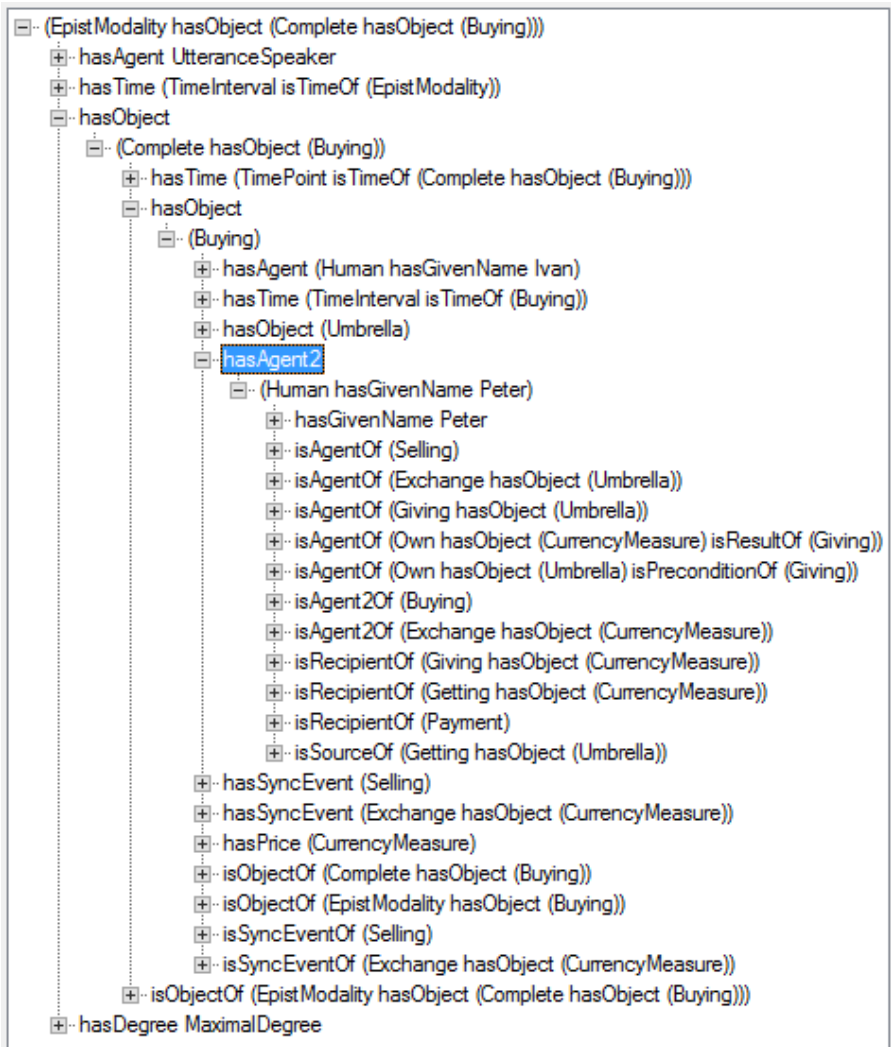 (EpistModality hasObject (Complete hasObject (Buying)))
hasAgent UtteranceSpeaker
hasTime (TimeInterval isTimeOf (EpistModality))
hasObject
(Complete hasObject (Buying))
hasTime (TimePoint isTimeOf (Complete hasObject (Buying)))
hasObject
(Buying)
hasAgent (Human hasGivenName Ivan)
hasTime (TimeInterval isTimeOf (Buying))
hasObject (Umbrella)
hasAgent2
(Human hasGivenName Peter)
hasGivenName Peter
isAgentOf (Selling)
isAgentOf (Exchange hasObject (Umbrella))
isAgentOf (Giving hasObject (Umbrella))
isAgentOf (Own hasObject (CurrencyMeasure) isResultOf (Giving))
isAgentOf (Own hasObject (Umbrella) isPreconditionOf (Giving))
isAgent2Of (Buying)
isAgent2Of (Exchange hasObject (CurrencyMeasure))
isRecipientOf (Giving hasObject (CurrencyMeasure))
isRecipientOf (Getting hasObject (CurrencyMeasure))
isRecipientOf (Payment)
isSourceOf (Getting hasObject (Umbrella))
hasSyncEvent (Selling)
hasSyncEvent (Exchange hasObject (CurrencyMeasure))
hasPrice (CurrencyMeasure)
isObjectOf (Complete hasObject (Buying))
isObjectOf (EpistModality hasObject (Buying))
isSyncEventOf (Selling)
isSyncEventOf (Exchange hasObject (CurrencyMeasure))
isObjectOf (EpistModality hasObject (Complete hasObject (Buying)))
hasDegree MaximalDegree